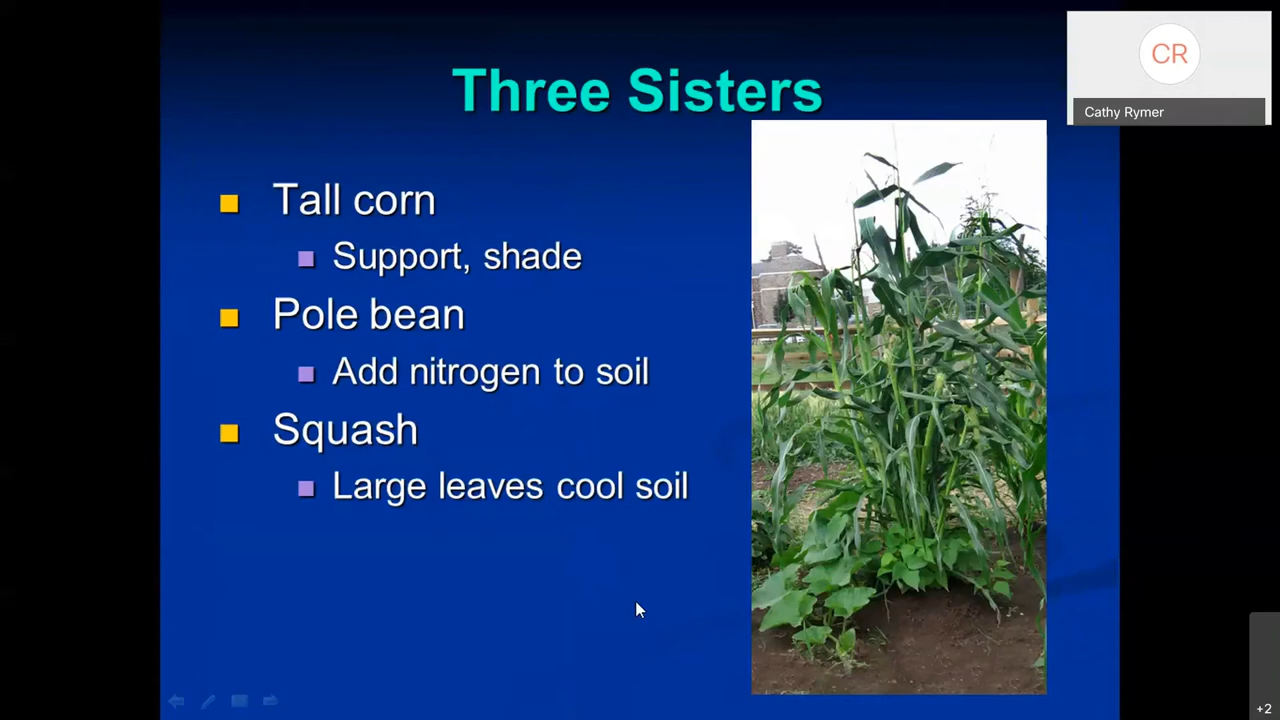 Three Sisters
Tall corn
Support, shade
Pole bean
Add nitrogen to soil
Squash
Large leaves cool soil
CR
Cathy Rymer
+2